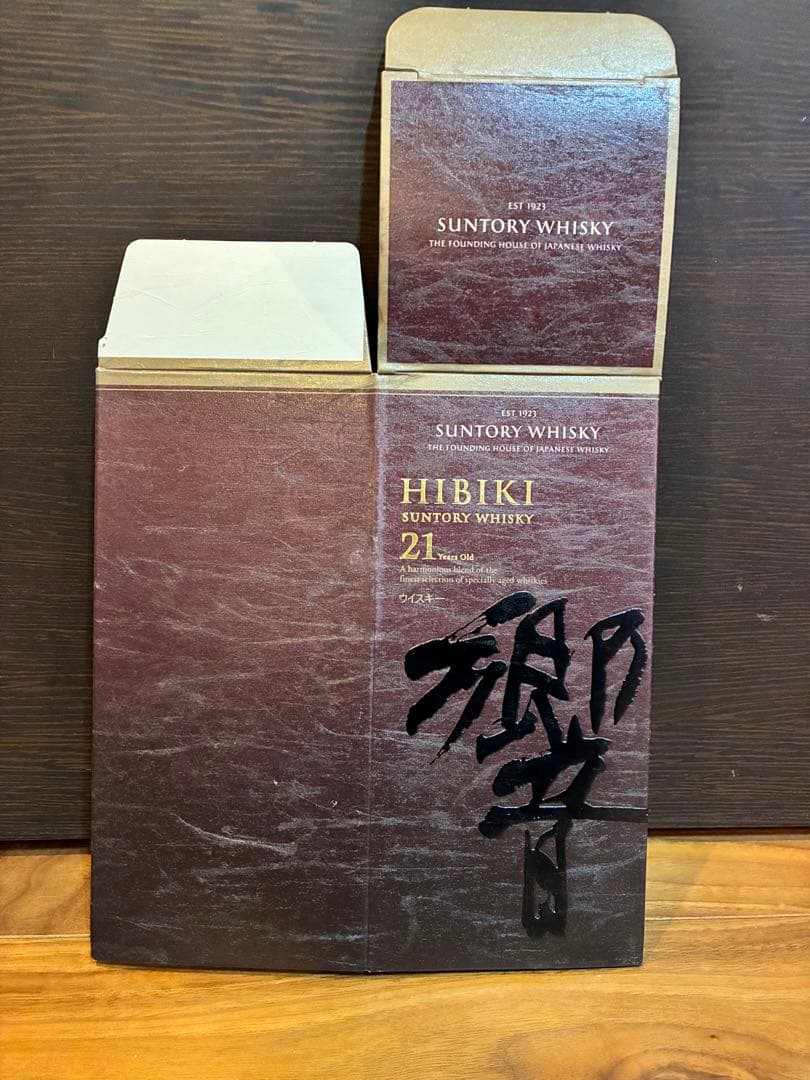 EST 1923
SUNTORY WHISKY
THE FOUNDING HOUSE OF JAPANESE WHISKY
EST 1923
SUNTORY WHISKY
THE FOUNDING HOUSE OF JAPANESE WHISKY
HIBIKI
SUNTORY WHISKY
21 Years Old
A harmonious blend of the
finest selection of specially aged whiskies
ウイスキー
響